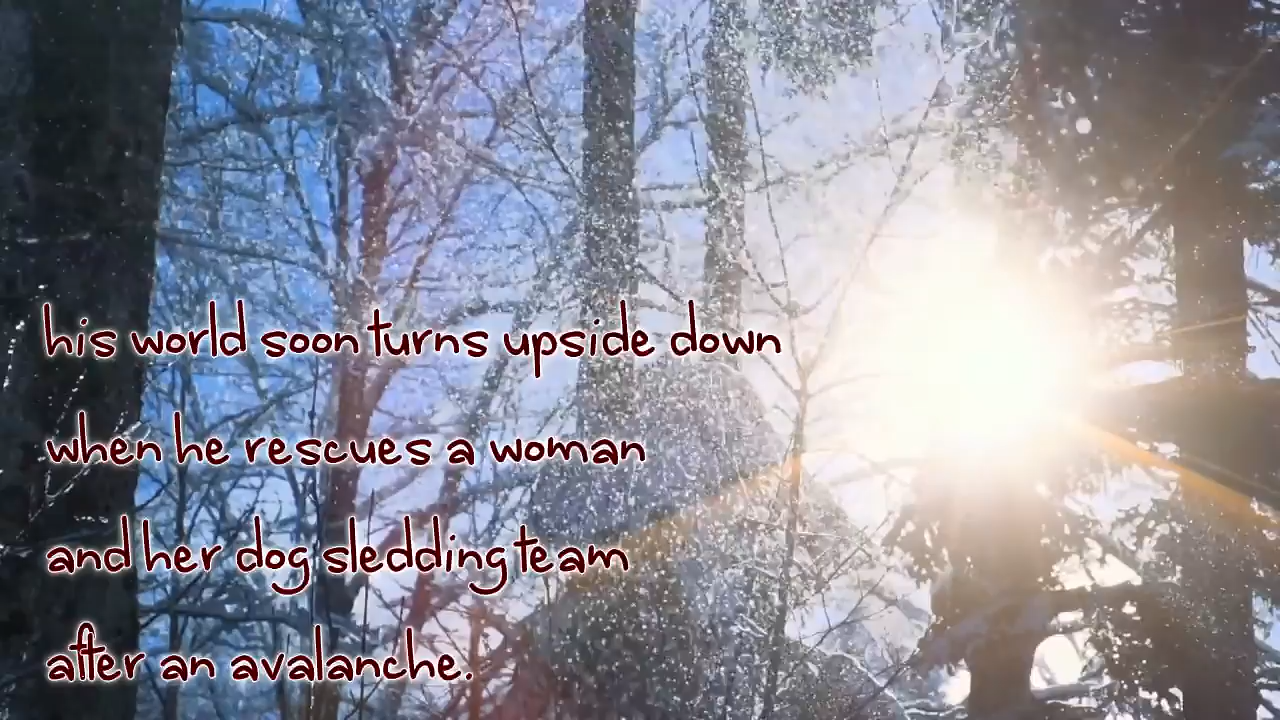 his world soon turns upside down
when he rescues a woman
and her dog sledding team
after an avalanche.